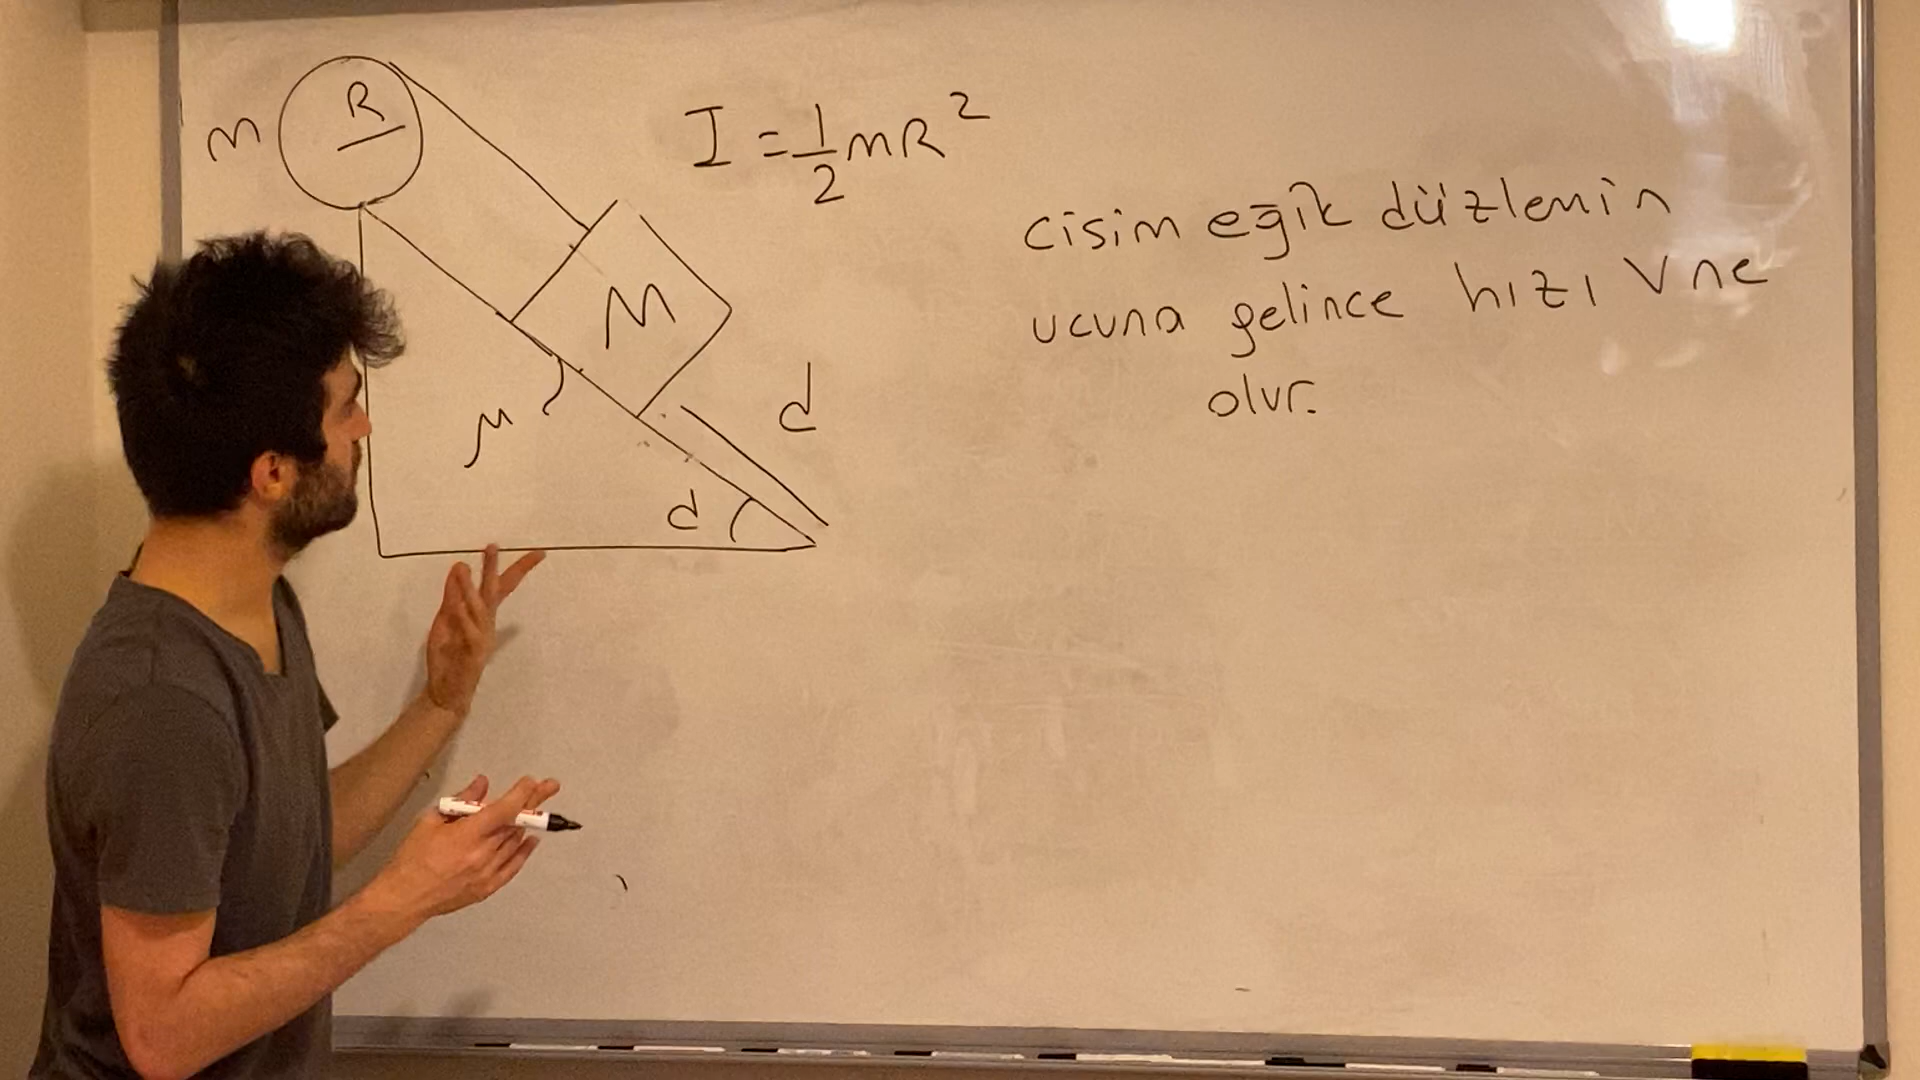 m
R
I = 1/2 mR²
M
μ
d
α
cisim eğik düzlemin
ucuna gelince hızı V ne
olur.